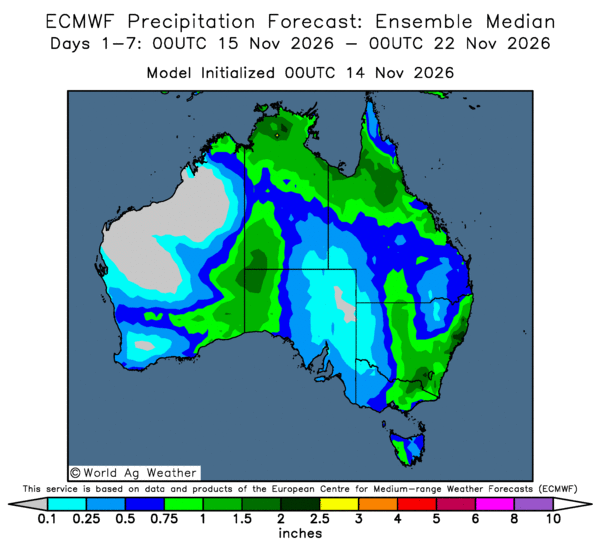 ECMWF Precipitation Forecast: Ensemble Median
Days 1–7: 00UTC 15 Nov 2026 – 00UTC 22 Nov 2026
Model Initialized 00UTC 14 Nov 2026
© World Ag Weather
This service is based on data and products of the European Centre for Medium-range Weather Forecasts (ECMWF)
0.1 0.25 0.5 0.75 1 1.5 2 2.5 3 4 5 6 8 10
inches